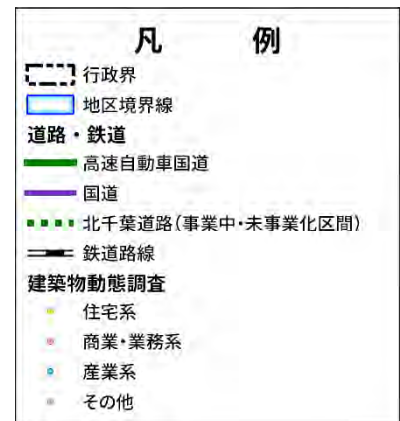 凡　例
行政界
地区境界線
道路・鉄道
高速自動車国道
国道
北千葉道路（事業中・未事業化区間）
鉄道路線
建築物動態調査
住宅系
商業・業務系
産業系
その他